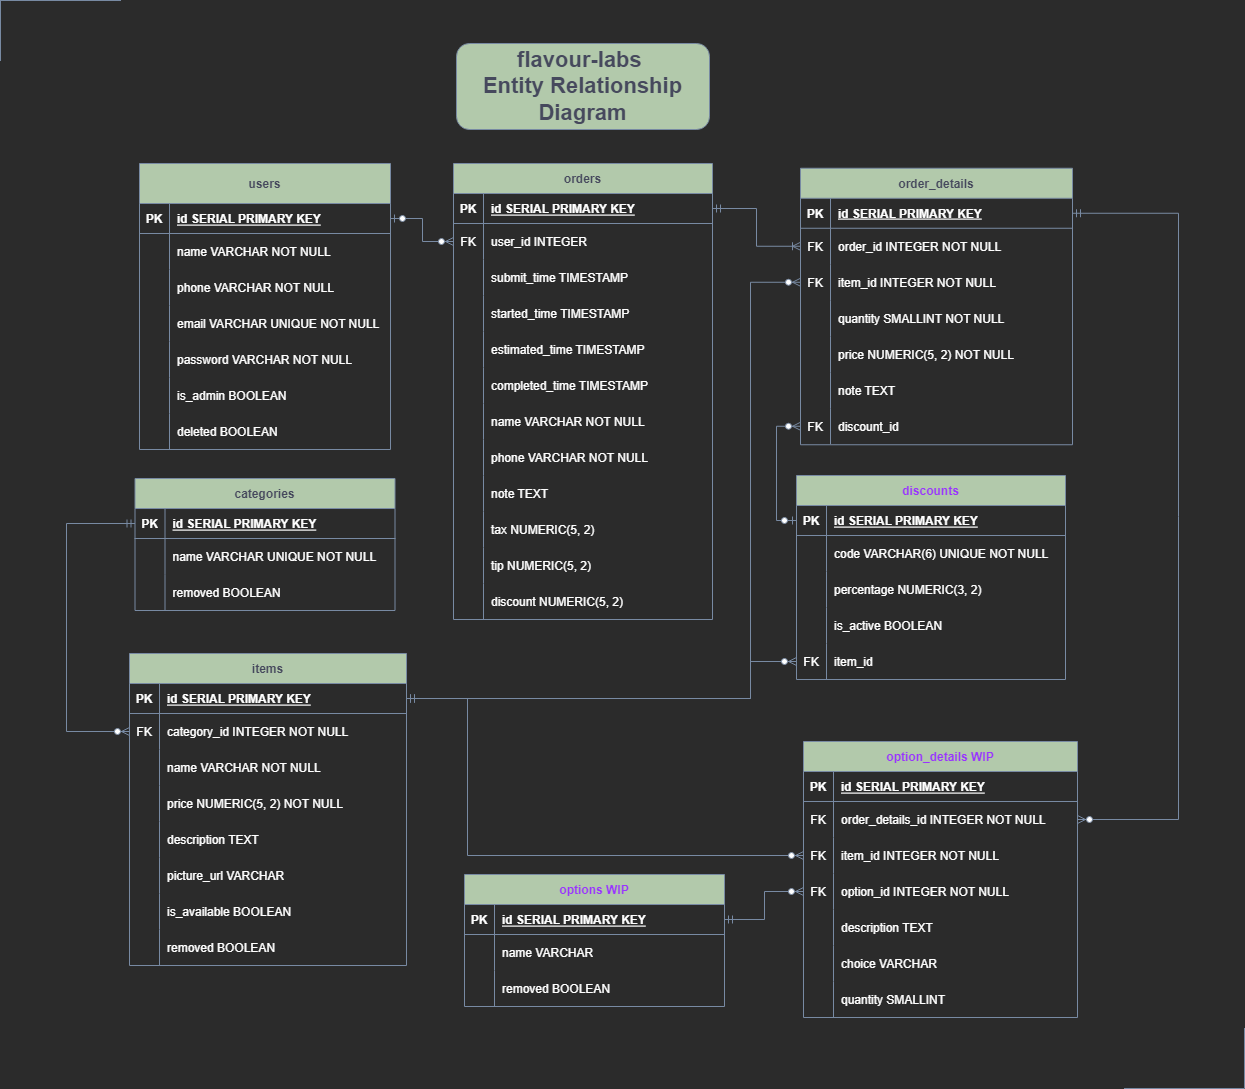 flavour-labs
Entity Relationship
Diagram
users
PK id SERIAL PRIMARY KEY
name VARCHAR NOT NULL
phone VARCHAR NOT NULL
email VARCHAR UNIQUE NOT NULL
password VARCHAR NOT NULL
is_admin BOOLEAN
deleted BOOLEAN
orders
PK id SERIAL PRIMARY KEY
FK user_id INTEGER
submit_time TIMESTAMP
started_time TIMESTAMP
estimated_time TIMESTAMP
completed_time TIMESTAMP
name VARCHAR NOT NULL
phone VARCHAR NOT NULL
note TEXT
tax NUMERIC(5, 2)
tip NUMERIC(5, 2)
discount NUMERIC(5, 2)
order_details
PK id SERIAL PRIMARY KEY
FK order_id INTEGER NOT NULL
FK item_id INTEGER NOT NULL
quantity SMALLINT NOT NULL
price NUMERIC(5, 2) NOT NULL
note TEXT
FK discount_id
categories
PK id SERIAL PRIMARY KEY
name VARCHAR UNIQUE NOT NULL
removed BOOLEAN
discounts
PK id SERIAL PRIMARY KEY
code VARCHAR(6) UNIQUE NOT NULL
percentage NUMERIC(3, 2)
is_active BOOLEAN
FK item_id
items
PK id SERIAL PRIMARY KEY
FK category_id INTEGER NOT NULL
name VARCHAR NOT NULL
price NUMERIC(5, 2) NOT NULL
description TEXT
picture_url VARCHAR
is_available BOOLEAN
removed BOOLEAN
options WIP
PK id SERIAL PRIMARY KEY
name VARCHAR
removed BOOLEAN
option_details WIP
PK id SERIAL PRIMARY KEY
FK order_details_id INTEGER NOT NULL
FK item_id INTEGER NOT NULL
FK option_id INTEGER NOT NULL
description TEXT
choice VARCHAR
quantity SMALLINT